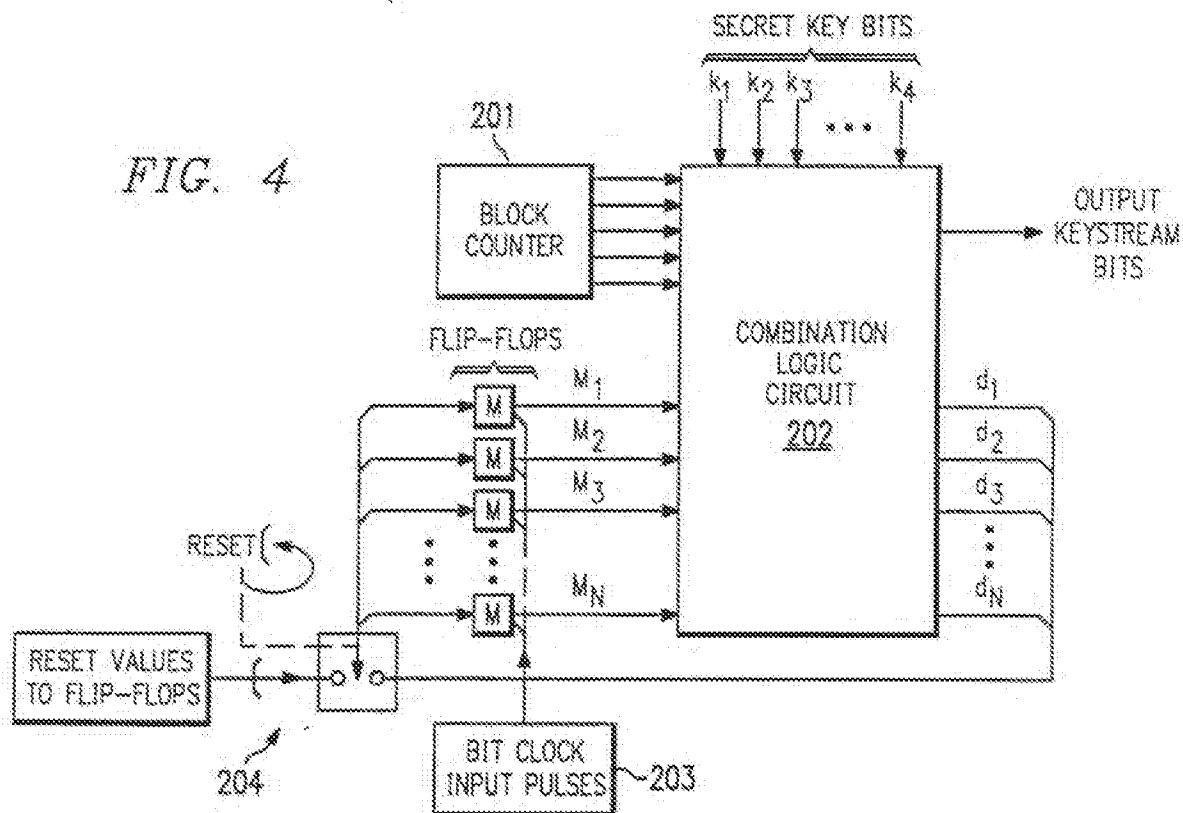 SECRET KEY BITS
k1 k2 k3 k4
FIG. 4
201
BLOCK
COUNTER
OUTPUT
KEYSTREAM
BITS
COMBINATION
LOGIC
CIRCUIT
202
FLIP-FLOPS
M M1 d1
M M2 d2
M M3 d3
RESET
M MN dN
RESET VALUES
TO FLIP-FLOPS
204
BIT CLOCK
INPUT PULSES
203